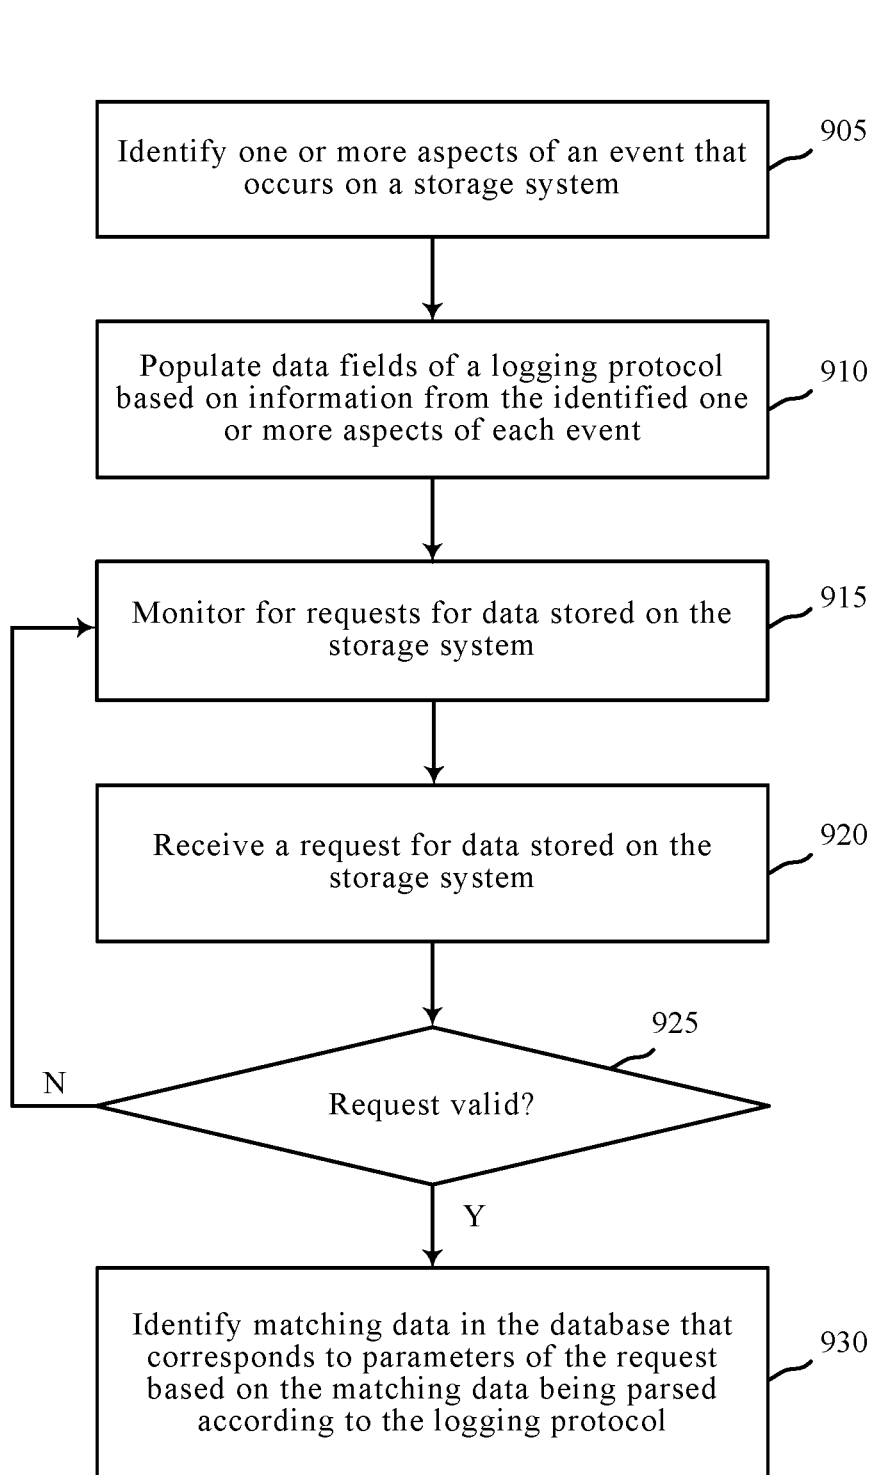 905
Identify one or more aspects of an event that
occurs on a storage system
910
Populate data fields of a logging protocol
based on information from the identified one
or more aspects of each event
915
Monitor for requests for data stored on the
storage system
920
Receive a request for data stored on the
storage system
925
N
Request valid?
Y
930
Identify matching data in the database that
corresponds to parameters of the request
based on the matching data being parsed
according to the logging protocol